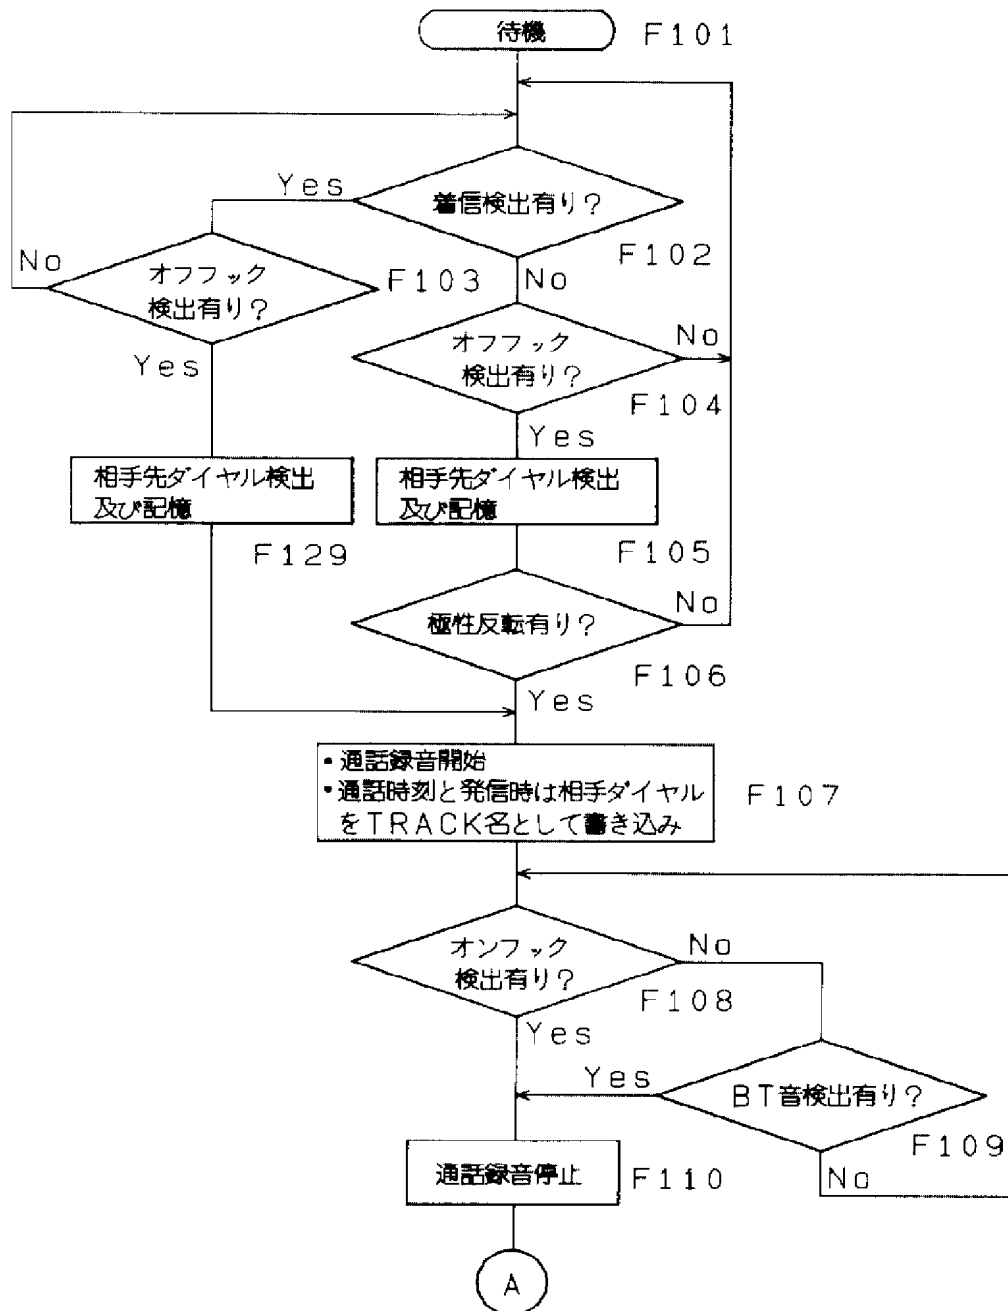 待機
F101
着信検出有り?
Yes
F102
No
オフフック
検出有り?
F103
No
Yes
オフフック
検出有り?
No
F104
Yes
相手先ダイヤル検出
及び記憶
F129
相手先ダイヤル検出
及び記憶
F105
極性反転有り?
No
F106
Yes
・通話録音開始
・通話時刻と発信時は相手ダイヤル
をTRACK名として書き込み
F107
オンフック
検出有り?
No
F108
Yes
BT音検出有り?
Yes
F109
No
通話録音停止
F110
A